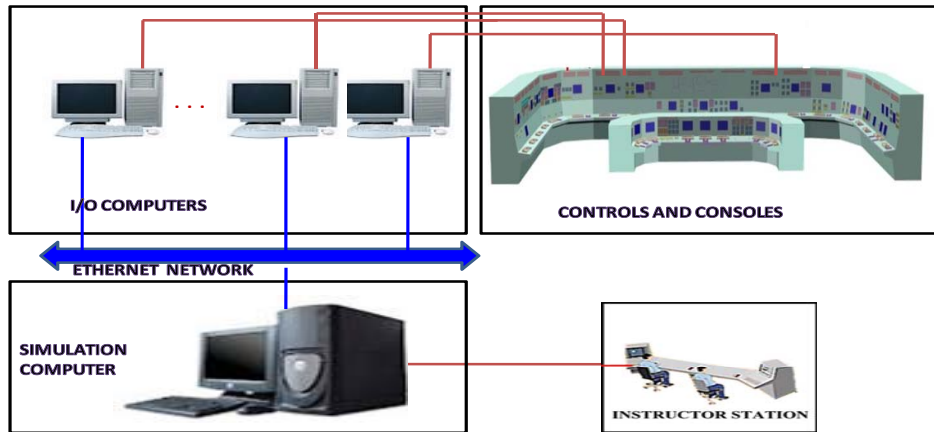 I/O COMPUTERS
CONTROLS AND CONSOLES
ETHERNET NETWORK
SIMULATION
COMPUTER
INSTRUCTOR STATION